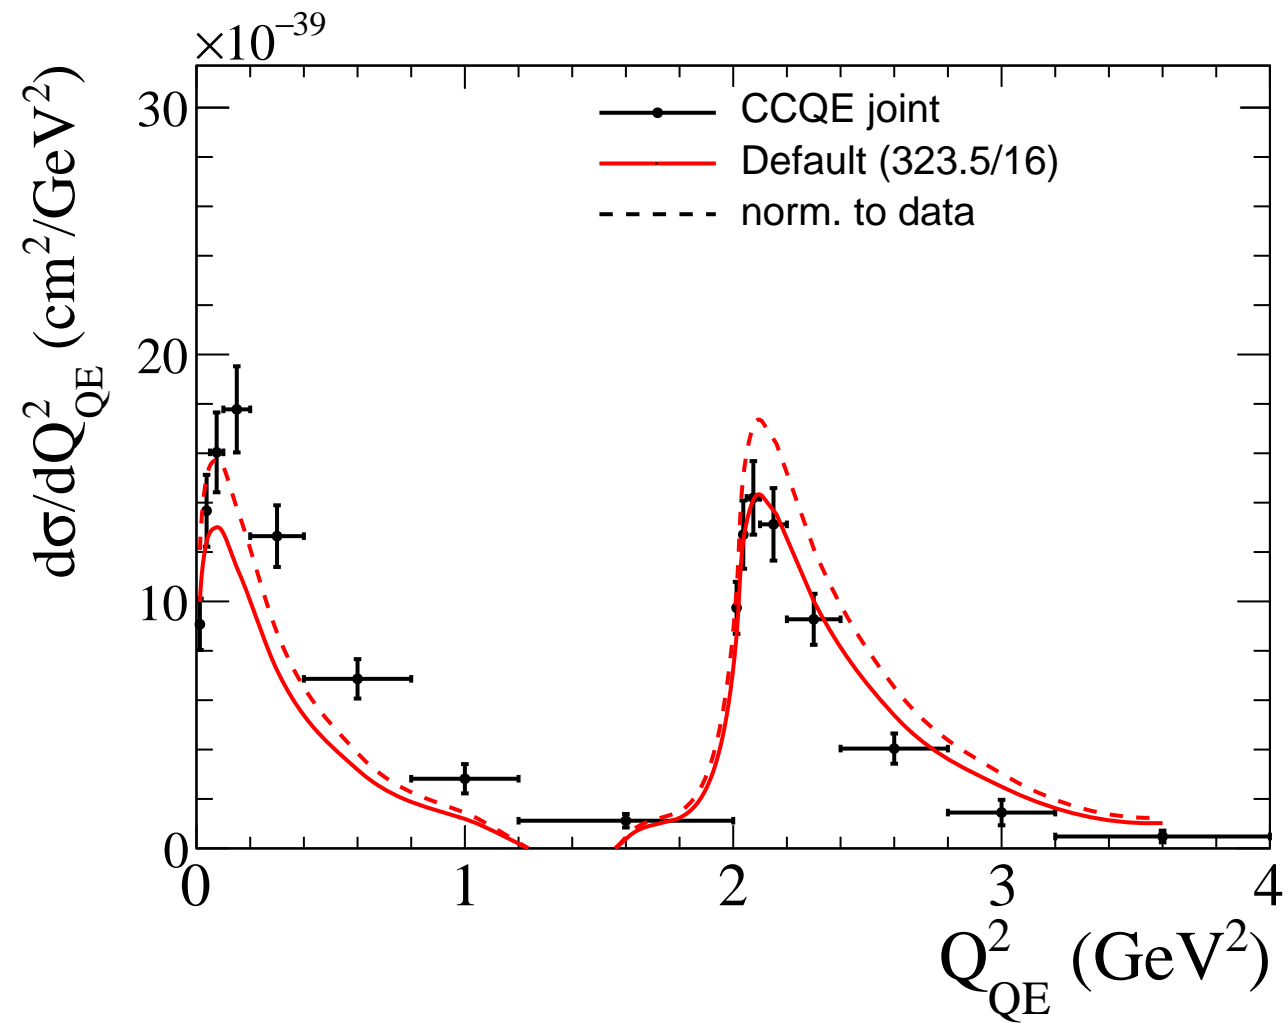 ×10⁻³⁹
dσ/dQ²_QE (cm²/GeV²)
30
20
10
0
CCQE joint
Default (323.5/16)
norm. to data
0 1 2 3 4
Q²_QE (GeV²)